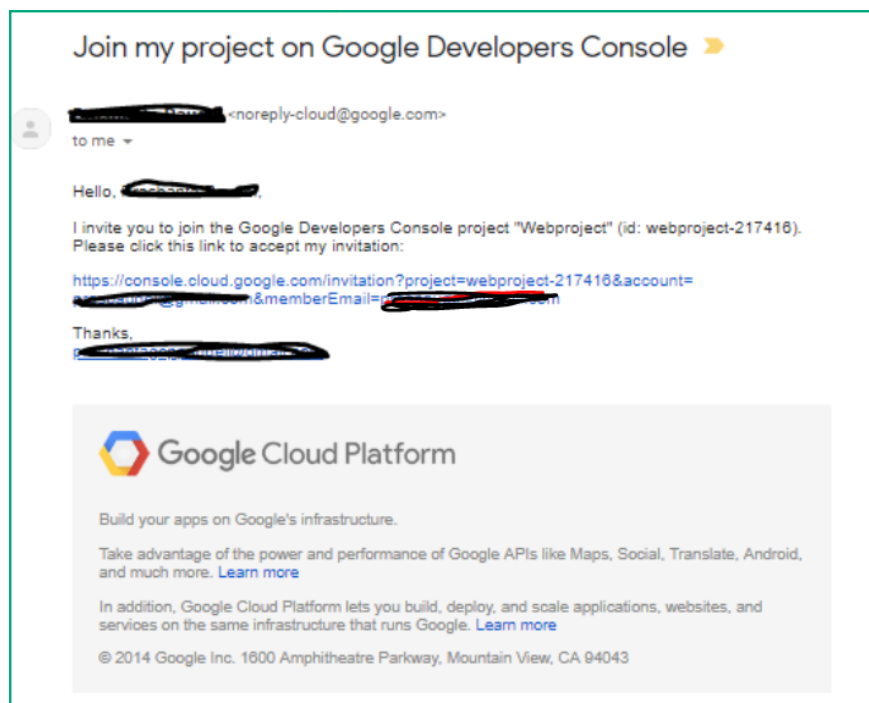 Join my project on Google Developers Console
<noreply-cloud@google.com>
to me
Hello,
I invite you to join the Google Developers Console project "Webproject" (id: webproject-217416).
Please click this link to accept my invitation:
https://console.cloud.google.com/invitation?project=webproject-217416&account=
&memberEmail=
Thanks,
Google Cloud Platform
Build your apps on Google's infrastructure.
Take advantage of the power and performance of Google APIs like Maps, Social, Translate, Android,
and much more. Learn more
In addition, Google Cloud Platform lets you build, deploy, and scale applications, websites, and
services on the same infrastructure that runs Google. Learn more
© 2014 Google Inc. 1600 Amphitheatre Parkway, Mountain View, CA 94043